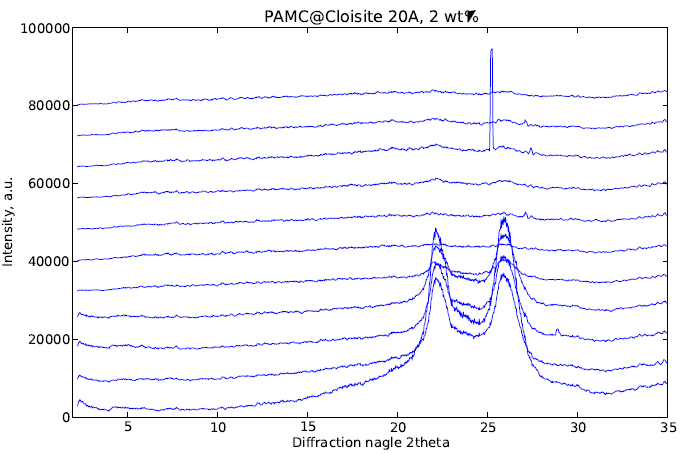 PAMC@Cloisite 20A, 2 wt%
100000
80000
60000
40000
20000
0
Intensity, a.u.
5 10 15 20 25 30 35
Diffraction nagle 2theta